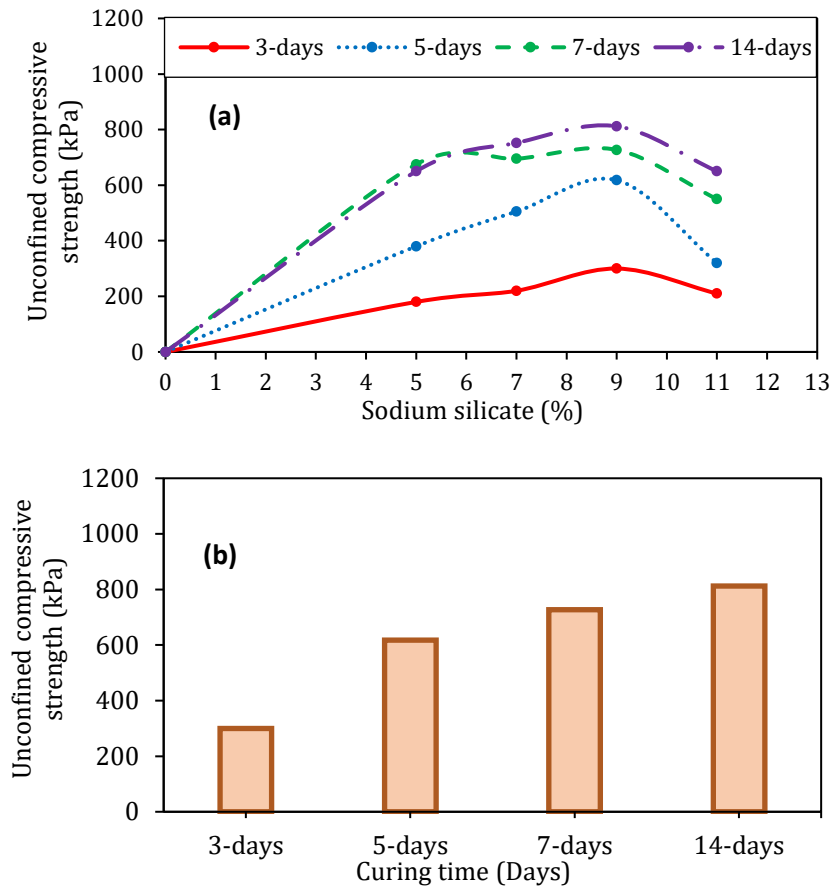 1200
1000
800
600
400
200
0
Unconfined compressive
strength (kPa)
3-days 5-days 7-days 14-days
(a)
0 1 2 3 4 5 6 7 8 9 10 11 12 13
Sodium silicate (%)
1200
1000
800
600
400
200
0
Unconfined compressive
strength (kPa)
(b)
3-days 5-days 7-days 14-days
Curing time (Days)